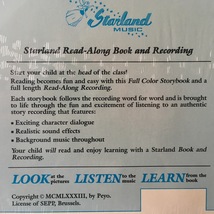 Starland
MUSIC
Starland Read-Along Book and Recording
Start your child at the head of the class!
Reading becomes fun and easy with this Full Color Storybook and a
full length Read-Along Recording.
Each storybook follows the recorded word for word and is brought
to life through the fun and excitement of listening to an authentic
story recording that features:
• Exciting character dialogue
• Realistic sound effects
• Background music throughout
Your child will read and enjoy learning with a Starland Book and
Recording.
LOOK at the pictures LISTEN to the music LEARN from the book
Copyright © MCMLXXXIII, by Peyo.
License of SEPP, Brussels.